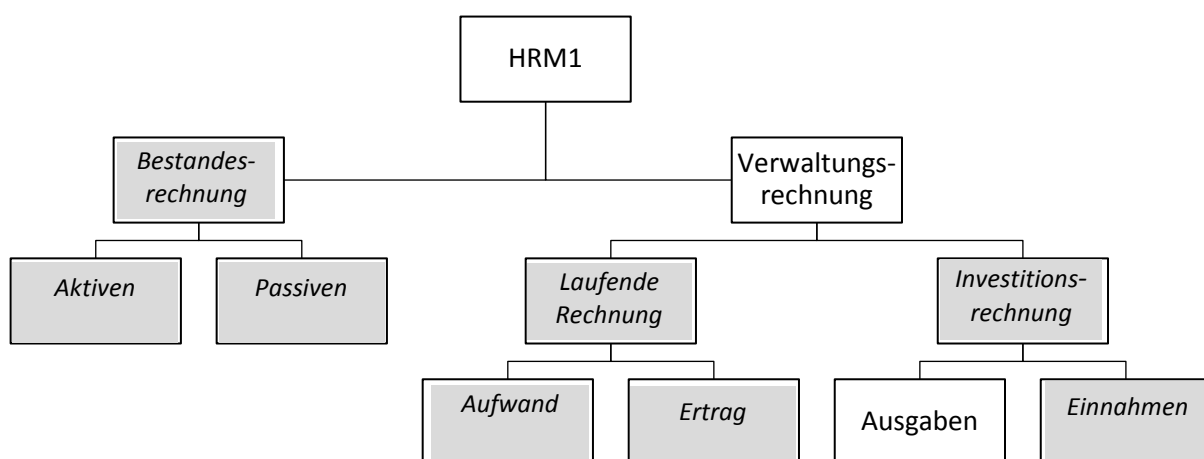 HRM1
Bestandes-
rechnung
Verwaltungs-
rechnung
Aktiven
Passiven
Laufende
Rechnung
Investitions-
rechnung
Aufwand
Ertrag
Ausgaben
Einnahmen